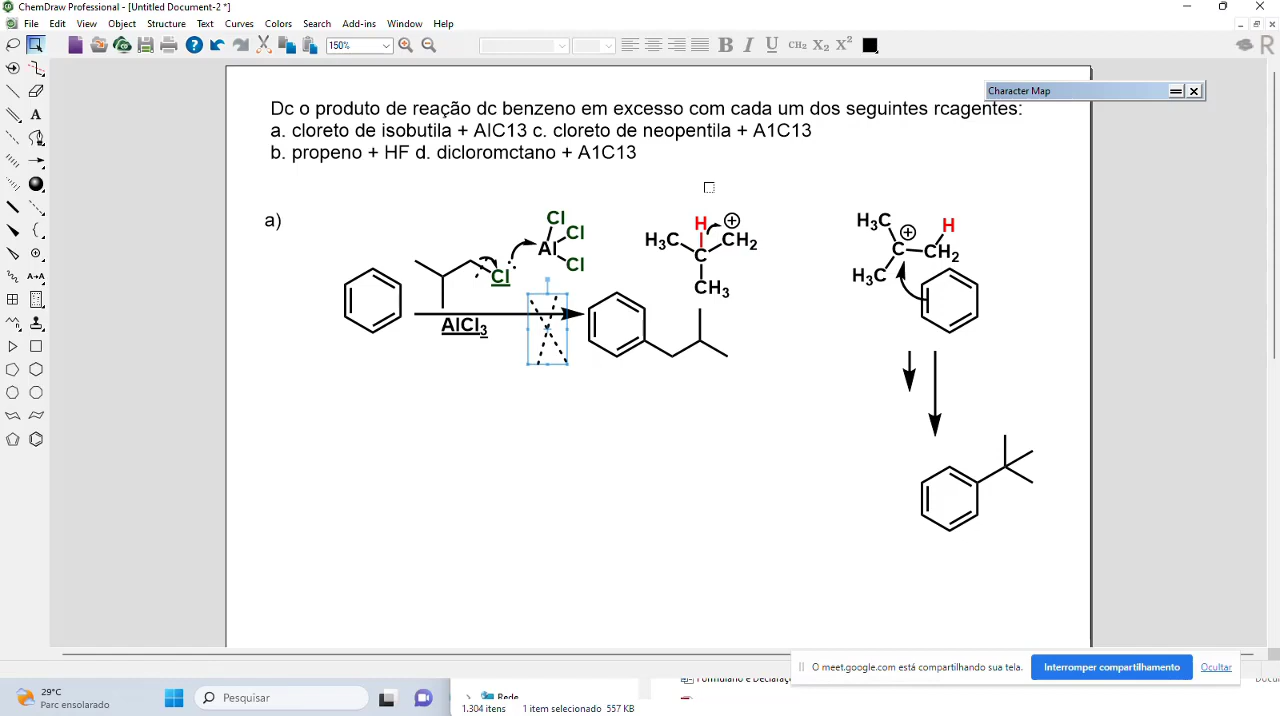 ChemDraw Professional - [Untitled Document-2 *]
File Edit View Object Structure Text Curves Colors Search Add-ins Window Help
150% B I U CH2 X2 X2 R
Character Map
Dc o produto de reação dc benzeno em excesso com cada um dos seguintes rcagentes:
a. cloreto de isobutila + AlC13 c. cloreto de neopentila + A1C13
b. propeno + HF d. dicloromctano + A1C13
a)
Cl
Cl
Al
Cl
Cl
AlCl3
H
H3C
C
CH2
CH3
H3C
H
C
CH2
H3C
A
A→A
O meet.google.com está compartilhando sua tela. Interromper compartilhamento Ocultar
29°C
Parc ensolarado
Pesquisar
Rede
1.304 itens 1 item selecionado 557 KB